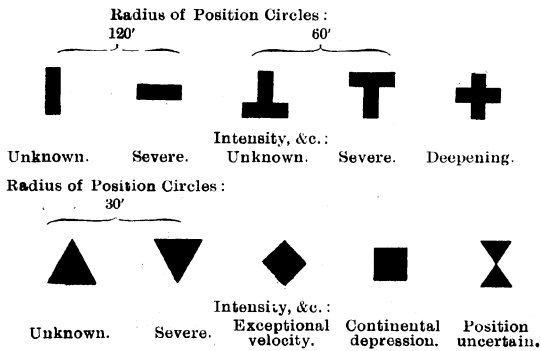 Radius of Position Circles :
120′ 60′
Intensity, &c. :
Unknown. Severe. Unknown. Severe. Deepening.
Radius of Position Circles :
30′
Intensity, &c. :
Unknown. Severe. Exceptional velocity. Continental depression. Position uncertain.